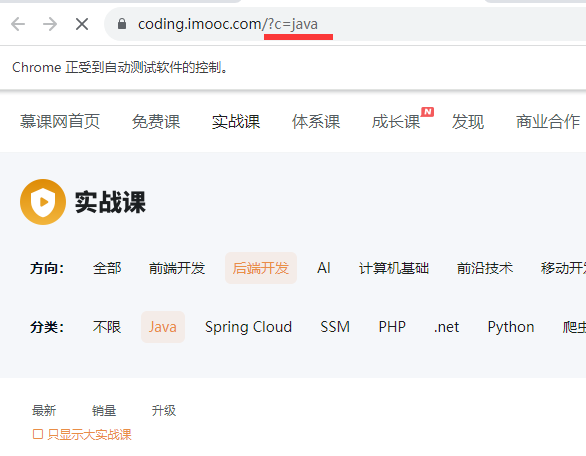 coding.imooc.com/?c=java
Chrome 正受到自动测试软件的控制。
慕课网首页 免费课 实战课 体系课 成长课 N 发现 商业合作
实战课
方向： 全部 前端开发 后端开发 AI 计算机基础 前沿技术 移动开发
分类： 不限 Java Spring Cloud SSM PHP .net Python 爬虫
最新 销量 升级
只显示大实战课